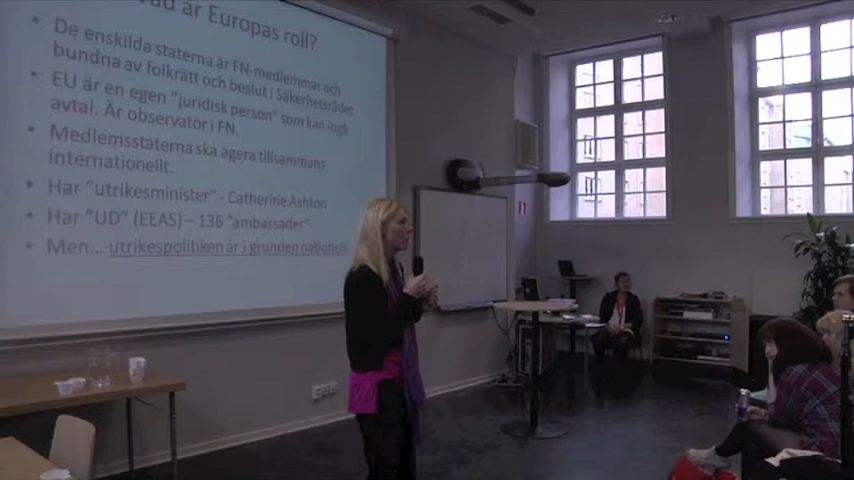 vad är Europas roll?
• De enskilda staterna är FN-medlemmar och
bundna av folkrätt och beslut i Säkerhetsrådet
• EU är en egen "juridisk person" som kan ingå
avtal. Är observatör i FN.
• Medlemsstaterna ska agera tillsammans
internationellt.
• Har "utrikesminister" - Catherine Ashton
• Har "UD" (EEAS) - 136 "ambassader"
• Men... utrikespolitiken är i grunden nationell